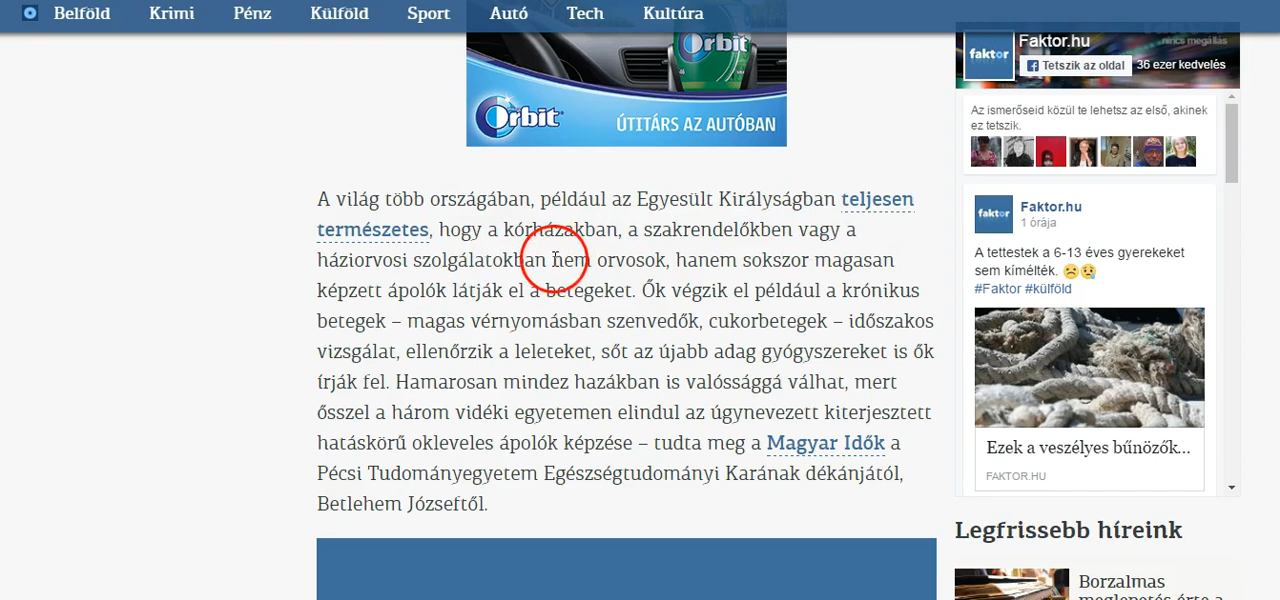 Belföld Krimi Pénz Külföld Sport Autó Tech Kultúra
Orbit
Orbit
ÚTITÁRS AZ AUTÓBAN
A világ több országában, például az Egyesült Királyságban teljesen
természetes, hogy a kórházakban, a szakrendelőkben vagy a
háziorvosi szolgálatokban nem orvosok, hanem sokszor magasan
képzett ápolók látják el a betegeket. Ők végzik el például a krónikus
betegek – magas vérnyomásban szenvedők, cukorbetegek – időszakos
vizsgálat, ellenőrzik a leleteket, sőt az újabb adag gyógyszereket is ők
írják fel. Hamarosan mindez hazákban is valósággá válhat, mert
ősszel a három vidéki egyetemen elindul az úgynevezett kiterjesztett
hatáskörű okleveles ápolók képzése – tudta meg a Magyar Idők a
Pécsi Tudományegyetem Egészségtudományi Karának dékánjától,
Betlehem Józseftől.
faktor
Faktor.hu
nincs megállás
Tetszik az oldal
36 ezer kedvelés
Az ismerőseid közül te lehetsz az első, akinek
ez tetszik.
faktor
Faktor.hu
1 órája
A tettestek a 6-13 éves gyerekeket
sem kímélték.
#Faktor #külföld
Ezek a veszélyes bűnözők...
FAKTOR.HU
Legfrissebb híreink
Borzalmas
meglepetés érte a